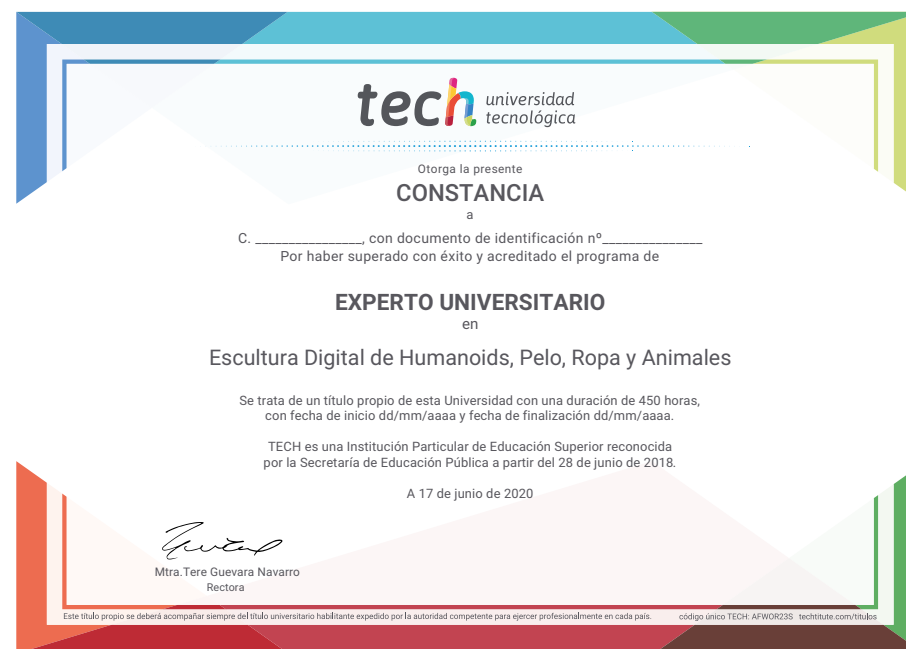 tech universidad
tecnológica
Otorga la presente
CONSTANCIA
a
C. ________________, con documento de identificación nº_______________
Por haber superado con éxito y acreditado el programa de
EXPERTO UNIVERSITARIO
en
Escultura Digital de Humanoids, Pelo, Ropa y Animales
Se trata de un título propio de esta Universidad con una duración de 450 horas,
con fecha de inicio dd/mm/aaaa y fecha de finalización dd/mm/aaaa.
TECH es una Institución Particular de Educación Superior reconocida
por la Secretaría de Educación Pública a partir del 28 de junio de 2018.
A 17 de junio de 2020
Mtra.Tere Guevara Navarro
Rectora
Este título propio se deberá acompañar siempre del título universitario habilitante expedido por la autoridad competente para ejercer profesionalmente en cada país. código único TECH: AFWOR23S techtitute.com/titulos